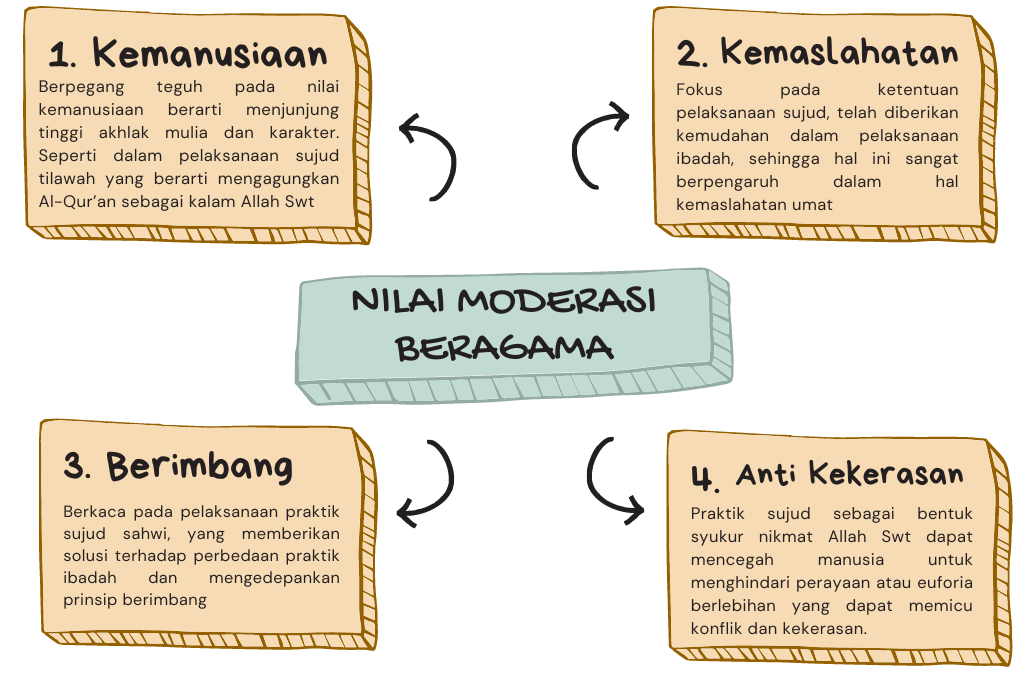 1. Kemanusiaan
Berpegang teguh pada nilai
kemanusiaan berarti menjunjung
tinggi akhlak mulia dan karakter.
Seperti dalam pelaksanaan sujud
tilawah yang berarti mengagungkan
Al-Qur’an sebagai kalam Allah Swt
2. Kemaslahatan
Fokus pada ketentuan
pelaksanaan sujud, telah diberikan
kemudahan dalam pelaksanaan
ibadah, sehingga hal ini sangat
berpengaruh dalam hal
kemaslahatan umat
NILAI MODERASI
BERAGAMA
3. Berimbang
Berkaca pada pelaksanaan praktik
sujud sahwi, yang memberikan
solusi terhadap perbedaan praktik
ibadah dan mengedepankan
prinsip berimbang
4. Anti Kekerasan
Praktik sujud sebagai bentuk
syukur nikmat Allah Swt dapat
mencegah manusia untuk
menghindari perayaan atau euforia
berlebihan yang dapat memicu
konflik dan kekerasan.